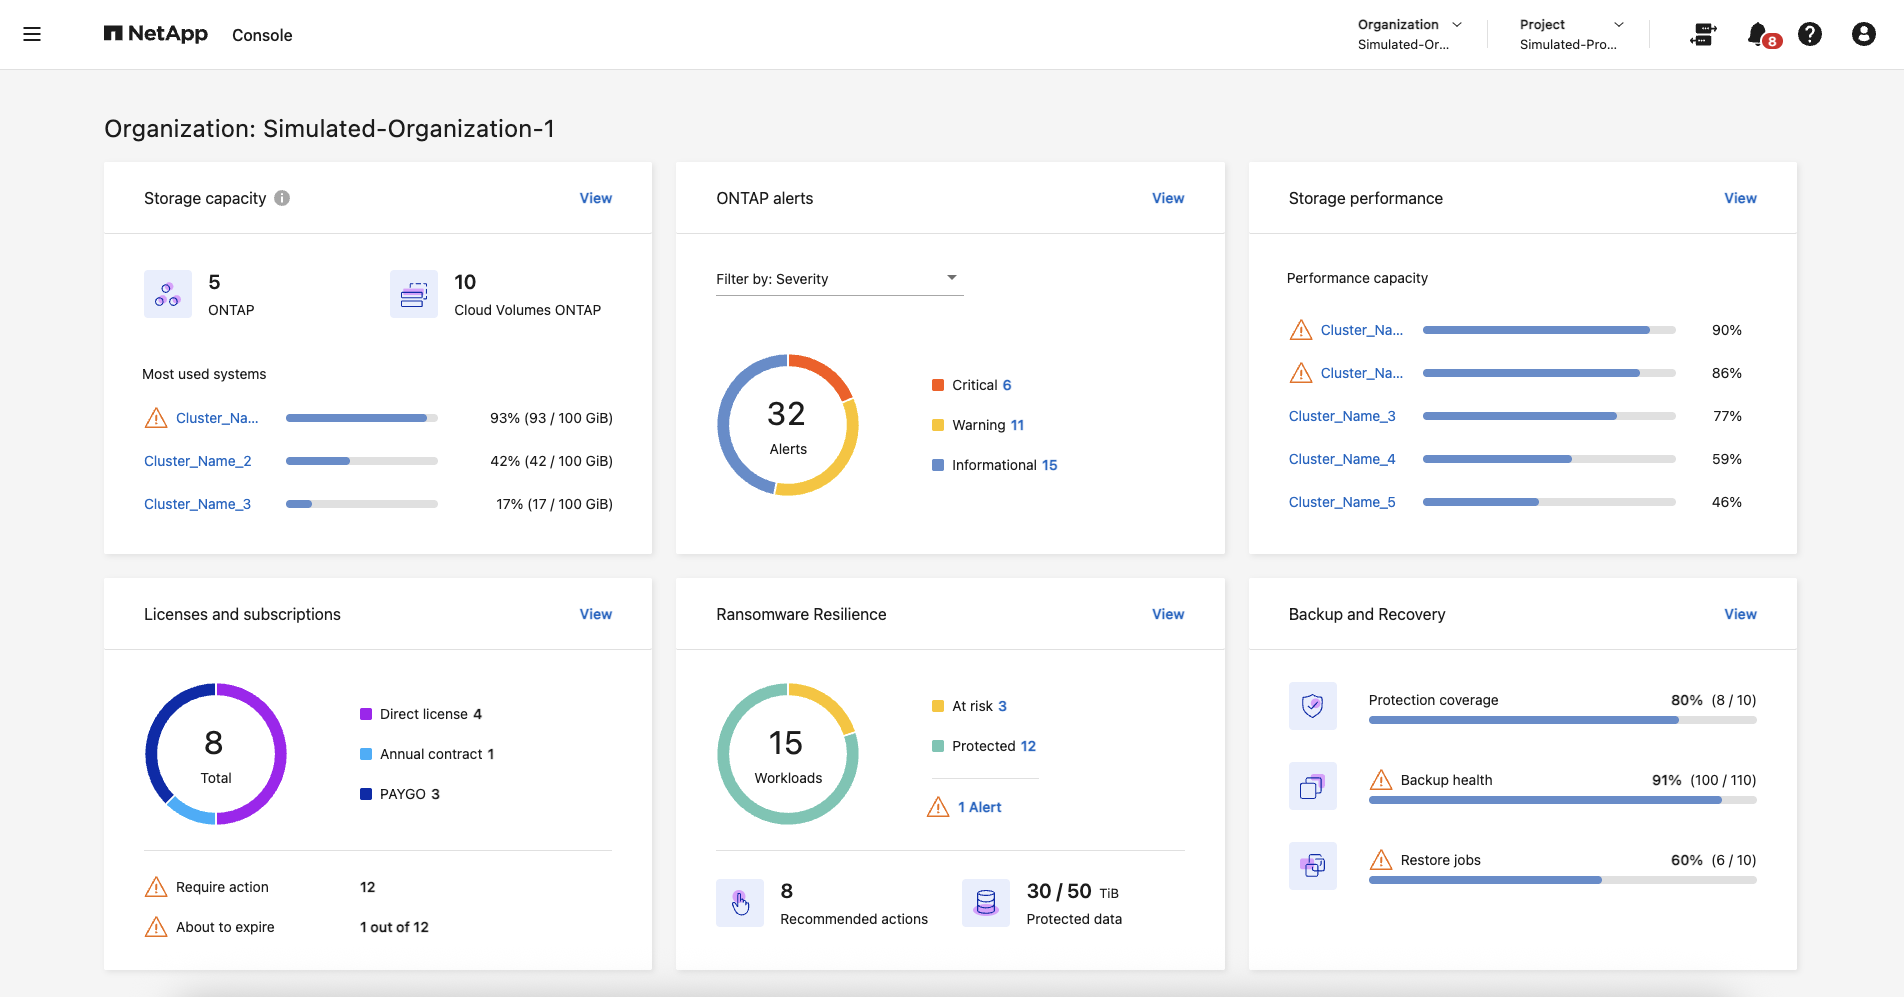 NetApp Console
Organization
Simulated-Or...
Project
Simulated-Pro...
8
Organization: Simulated-Organization-1
Storage capacity
View
5
ONTAP
10
Cloud Volumes ONTAP
Most used systems
Cluster_Na... 93% (93 / 100 GiB)
Cluster_Name_2 42% (42 / 100 GiB)
Cluster_Name_3 17% (17 / 100 GiB)
ONTAP alerts
View
Filter by: Severity
32
Alerts
Critical 6
Warning 11
Informational 15
Storage performance
View
Performance capacity
Cluster_Na... 90%
Cluster_Na... 86%
Cluster_Name_3 77%
Cluster_Name_4 59%
Cluster_Name_5 46%
Licenses and subscriptions
View
8
Total
Direct license 4
Annual contract 1
PAYGO 3
Require action 12
About to expire 1 out of 12
Ransomware Resilience
View
15
Workloads
At risk 3
Protected 12
1 Alert
8
Recommended actions
30 / 50 TiB
Protected data
Backup and Recovery
View
Protection coverage 80% (8 / 10)
Backup health 91% (100 / 110)
Restore jobs 60% (6 / 10)